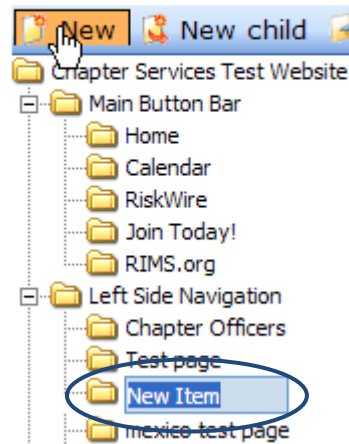 New New child
Chapter Services Test Website
Main Button Bar
Home
Calendar
RiskWire
Join Today!
RIMS.org
Left Side Navigation
Chapter Officers
Test page
New Item
mexico test page